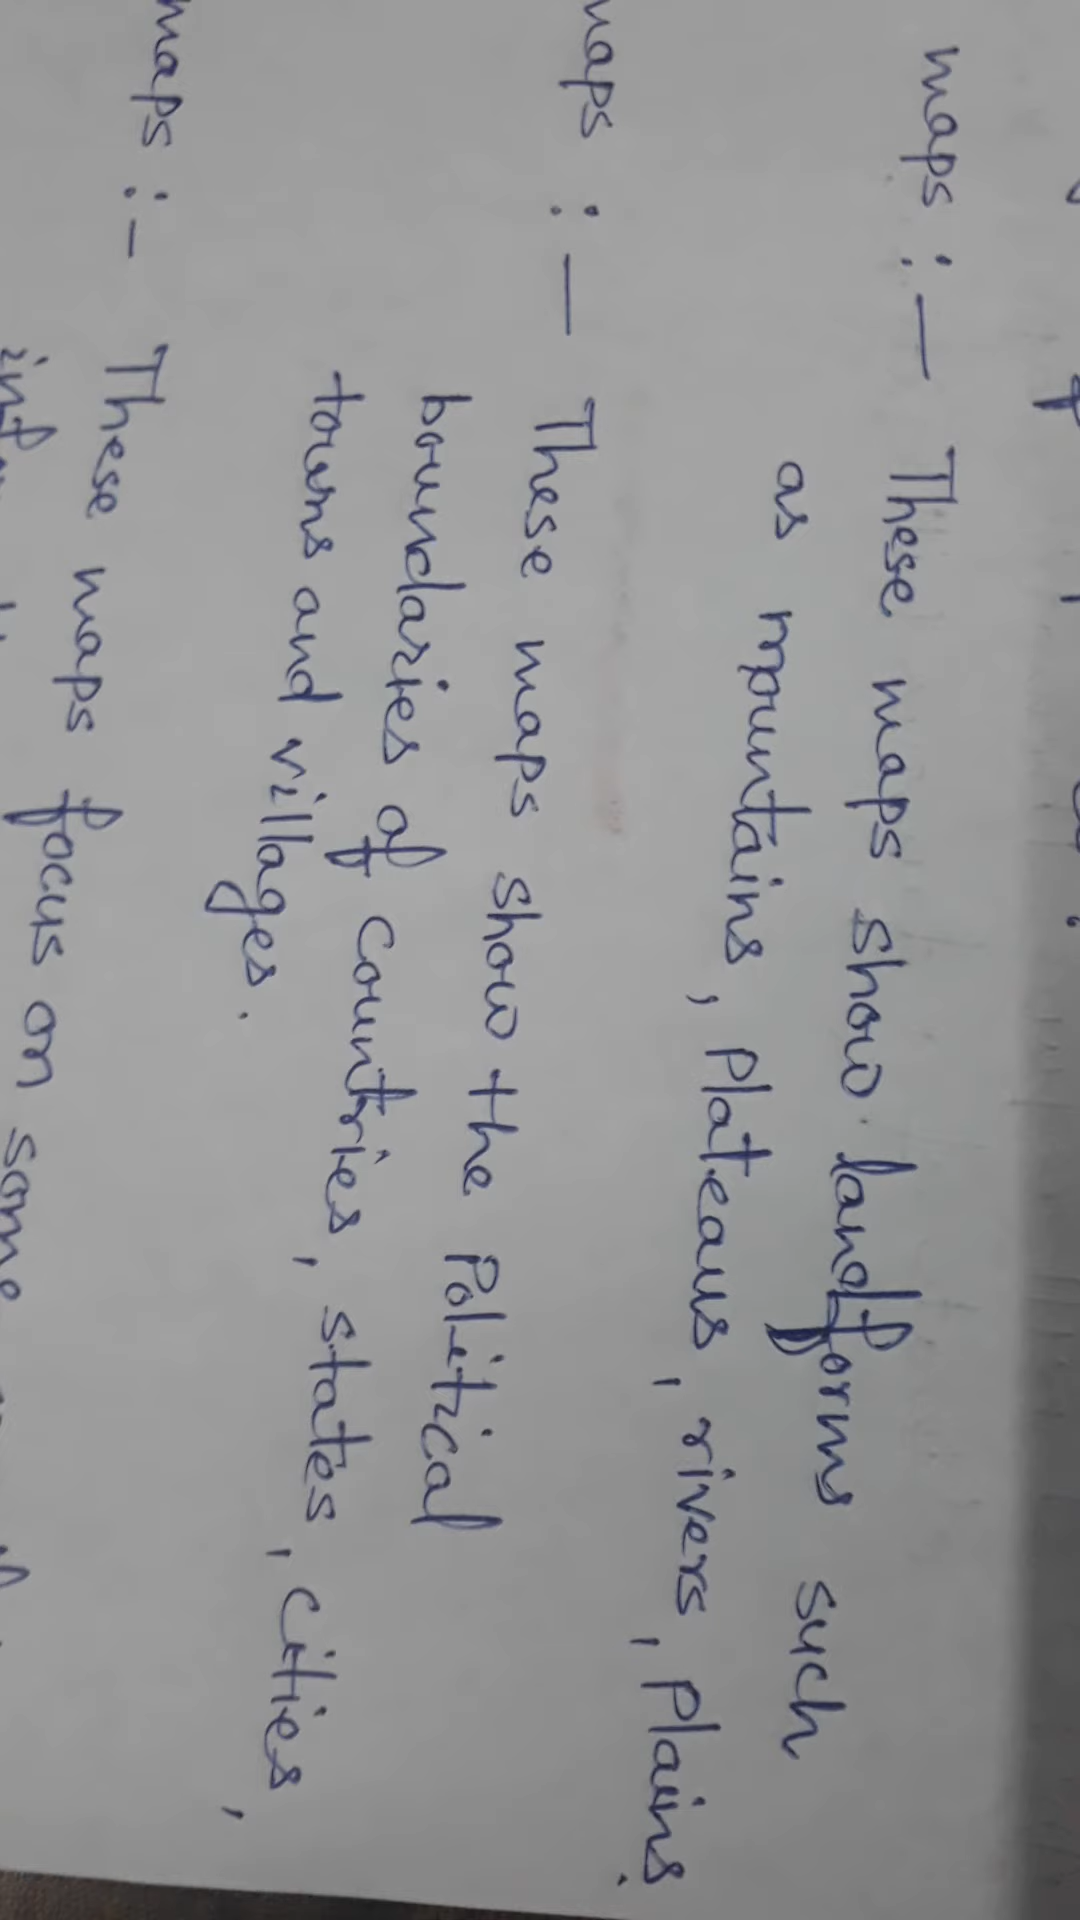 maps :— These maps show landforms such
as mountains, Plateaus, rivers, Plains.
maps :— These maps show the Political
boundaries of Countries, states, Cities,
towns and villages.
maps :- These maps focus on some